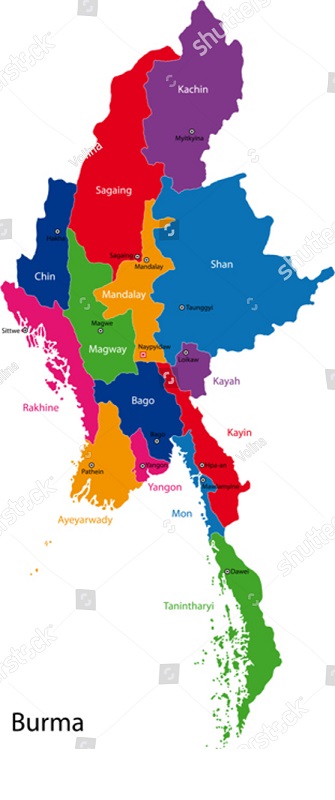 Kachin
Myitkyina
Sagaing
Hakha
Chin
Sagaing
Mandalay
Shan
Mandalay
Taunggyi
Magwe
Sittwe
Magway
Naypyidaw
Loikaw
Kayah
Rakhine
Bago
Kayin
Bago
Pathein
Yangon
Hpa-an
Mawlamyine
Yangon
Ayeyarwady
Mon
Dawei
Tanintharyi
Burma
shutterstock
Velina